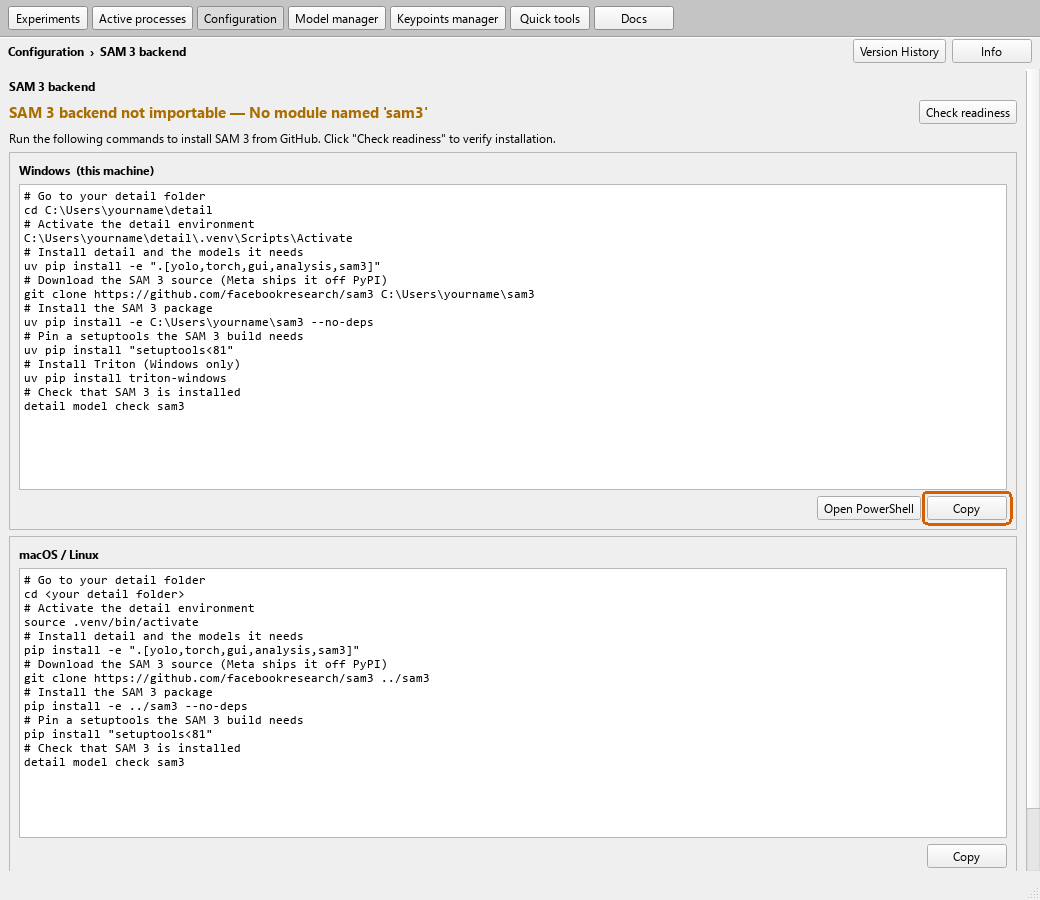 Experiments Active processes Configuration Model manager Keypoints manager Quick tools Docs
Configuration › SAM 3 backend Version History Info
SAM 3 backend
SAM 3 backend not importable — No module named 'sam3' Check readiness
Run the following commands to install SAM 3 from GitHub. Click "Check readiness" to verify installation.
Windows (this machine)
# Go to your detail folder
cd C:\Users\yourname\detail
# Activate the detail environment
C:\Users\yourname\detail\.venv\Scripts\Activate
# Install detail and the models it needs
uv pip install -e ".[yolo,torch,gui,analysis,sam3]"
# Download the SAM 3 source (Meta ships it off PyPI)
git clone https://github.com/facebookresearch/sam3 C:\Users\yourname\sam3
# Install the SAM 3 package
uv pip install -e C:\Users\yourname\sam3 --no-deps
# Pin a setuptools the SAM 3 build needs
uv pip install "setuptools<81"
# Install Triton (Windows only)
uv pip install triton-windows
# Check that SAM 3 is installed
detail model check sam3
Open PowerShell Copy
macOS / Linux
# Go to your detail folder
cd <your detail folder>
# Activate the detail environment
source .venv/bin/activate
# Install detail and the models it needs
pip install -e ".[yolo,torch,gui,analysis,sam3]"
# Download the SAM 3 source (Meta ships it off PyPI)
git clone https://github.com/facebookresearch/sam3 ../sam3
# Install the SAM 3 package
pip install -e ../sam3 --no-deps
# Pin a setuptools the SAM 3 build needs
pip install "setuptools<81"
# Check that SAM 3 is installed
detail model check sam3
Copy